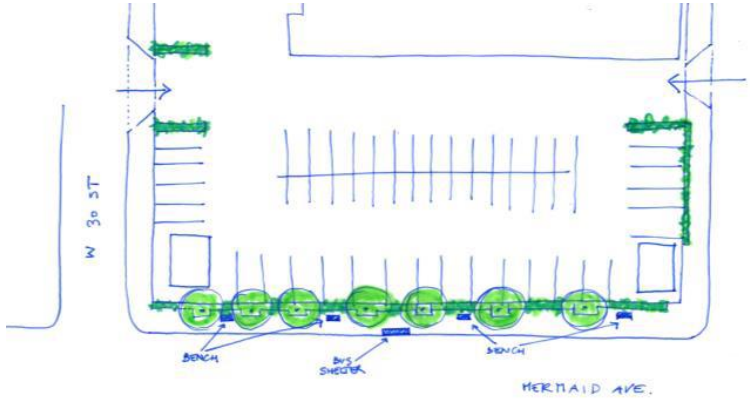 W 30 ST
BENCH
BUS
SHELTER
BENCH
MERMAID AVE.